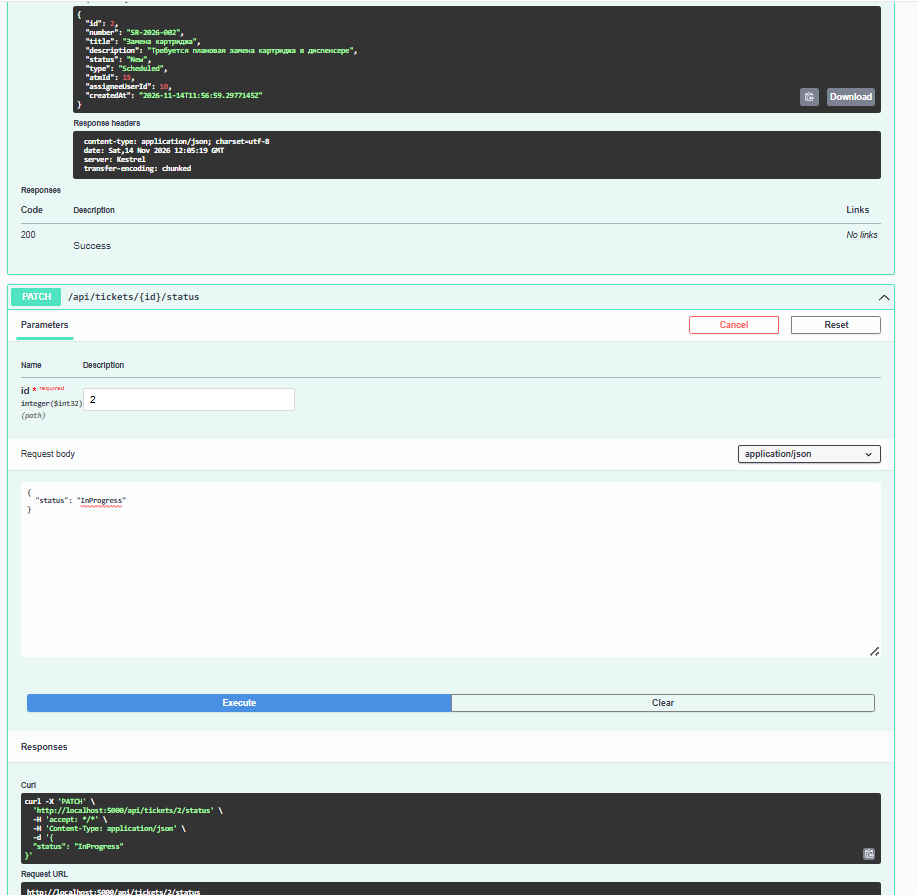 {
"id": 2,
"number": "SR-2026-002",
"title": "Замена картриджа",
"description": "Требуется плановая замена картриджа в диспенсере",
"status": "New",
"type": "Scheduled",
"atmId": 15,
"assigneeUserId": 10,
"createdAt": "2026-11-14T11:56:59.2977145Z"
}
Download
Response headers
content-type: application/json; charset=utf-8
date: Sat,14 Nov 2026 12:05:19 GMT
server: Kestrel
transfer-encoding: chunked
Responses
Code Description Links
200 No links
Success
PATCH /api/tickets/{id}/status
Parameters Cancel Reset
Name Description
id * required
2
integer($int32)
(path)
Request body application/json
{
"status": "InProgress"
}
Execute Clear
Responses
Curl
curl -X 'PATCH' \
'http://localhost:5000/api/tickets/2/status' \
-H 'accept: */*' \
-H 'Content-Type: application/json' \
-d '{
"status": "InProgress"
}'
Request URL
http://localhost:5000/api/tickets/2/status